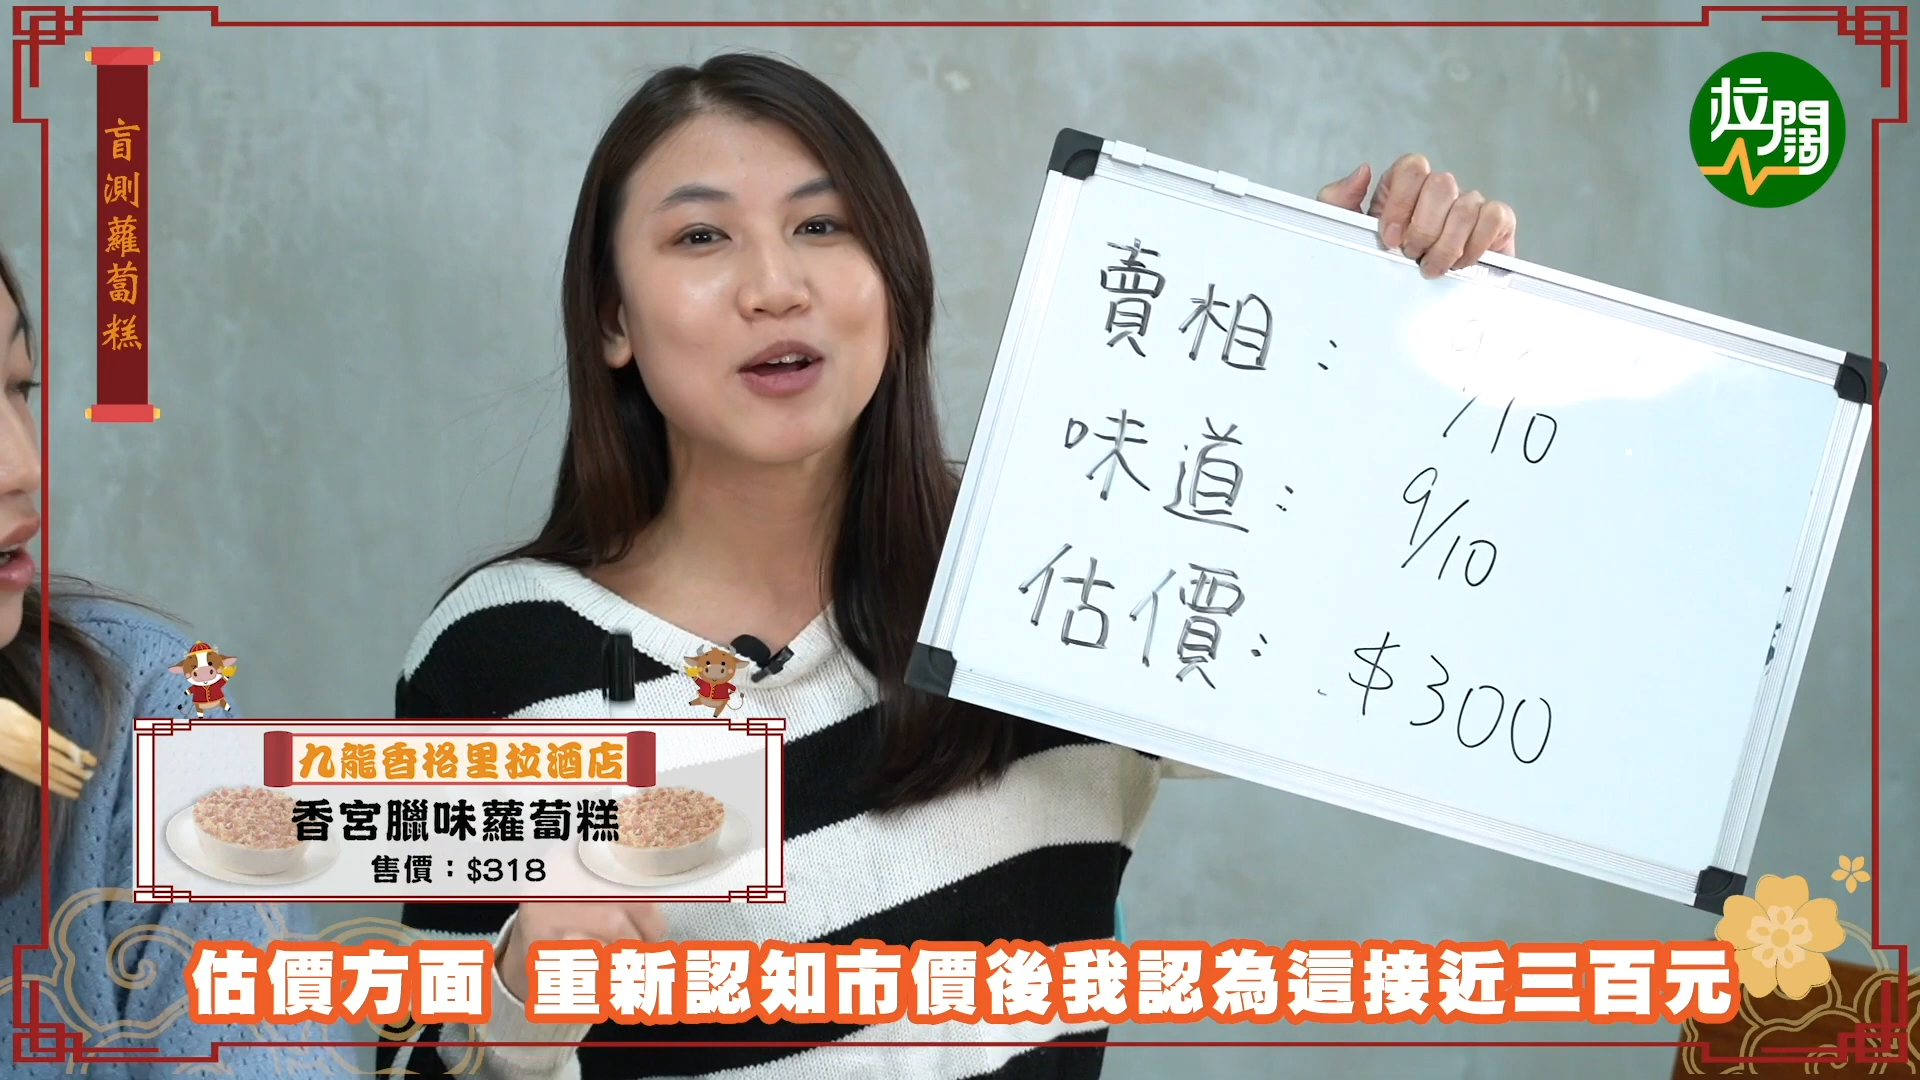 盲測蘿蔔糕
拉闊
賣相： 9/10
味道： 9/10
估價： $300
九龍香格里拉酒店
香宮臘味蘿蔔糕
售價：$318
估價方面 重新認知市價後我認為這接近三百元